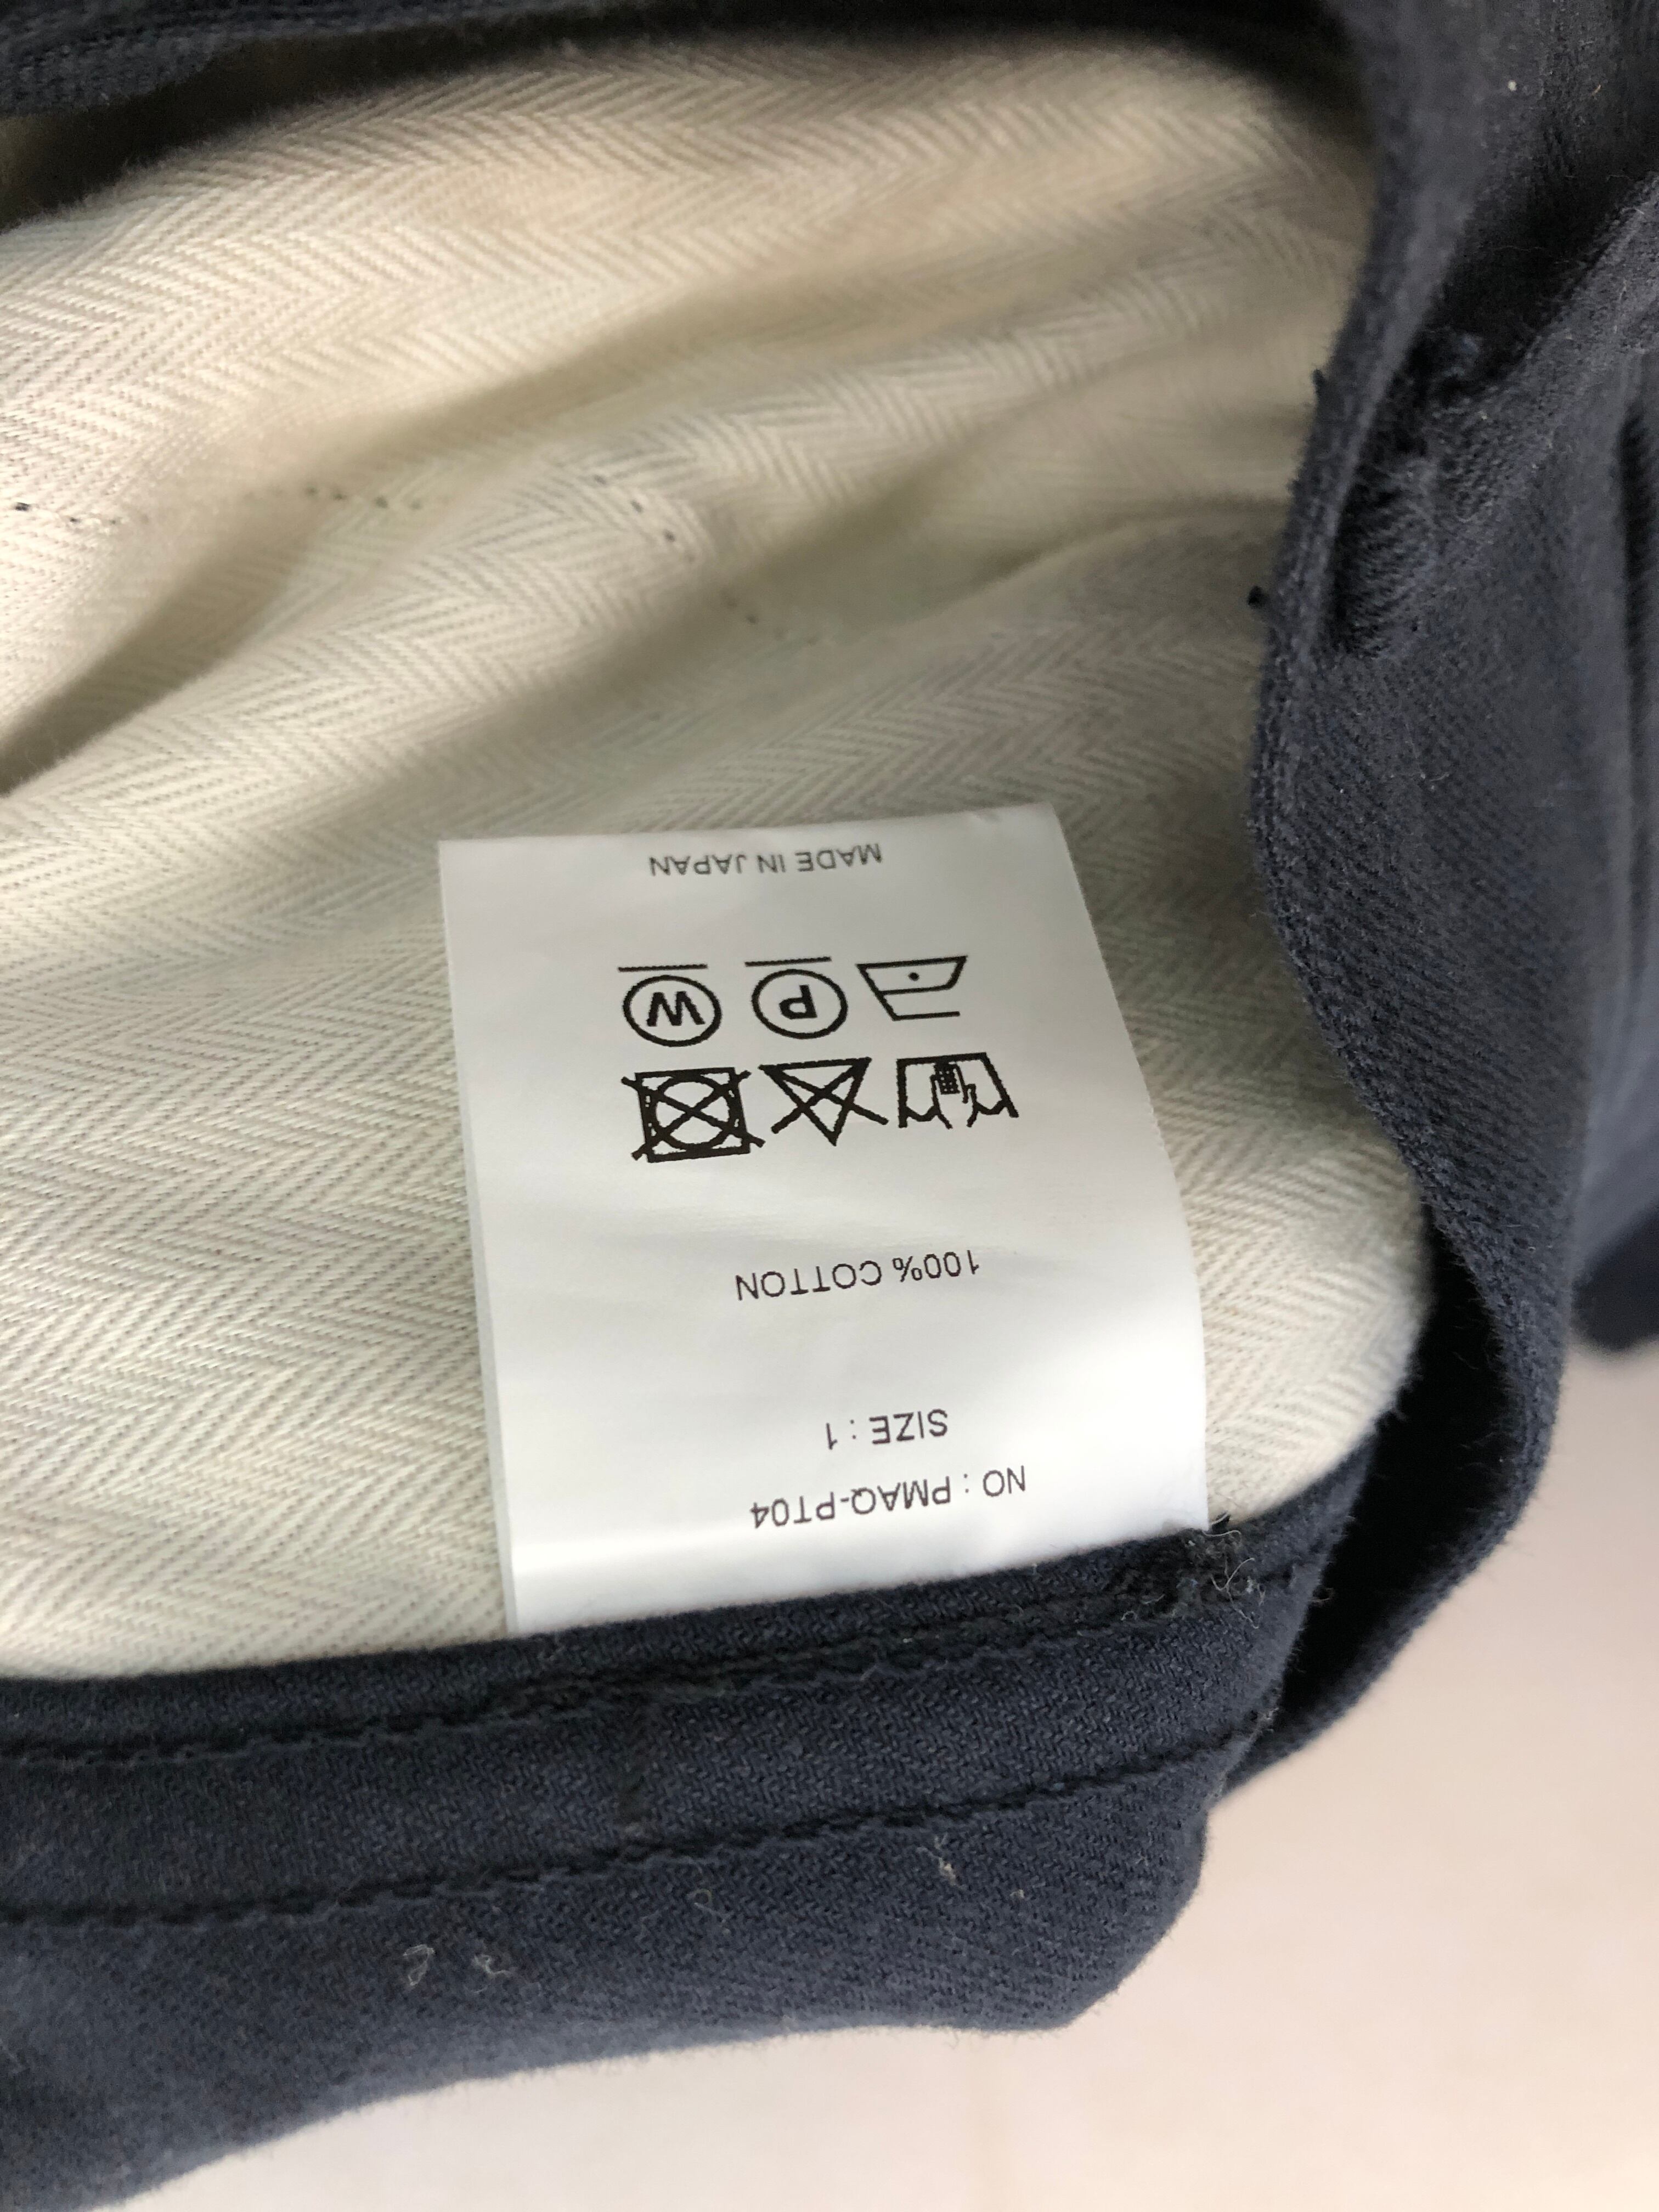 NO : PMAQ-PT04
SIZE : 1
100% COTTON
P W
MADE IN JAPAN